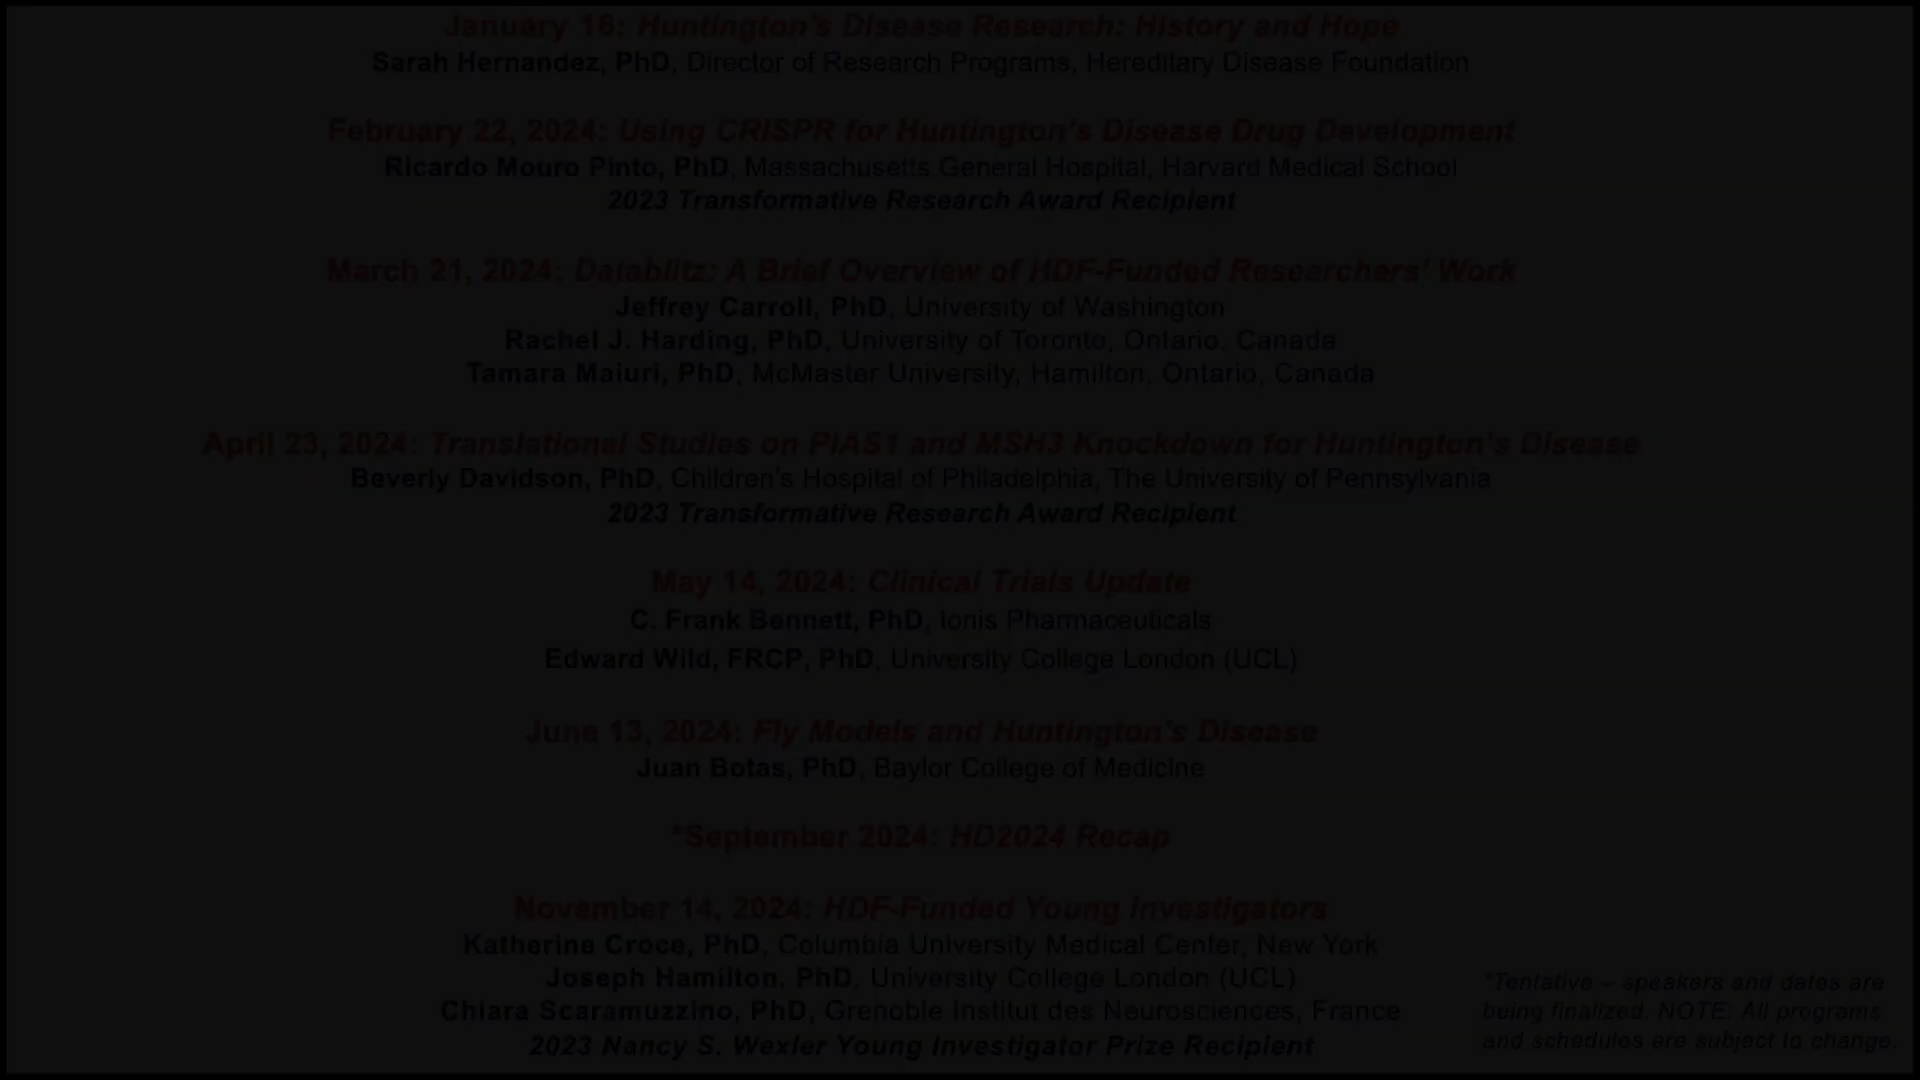 January 16: Huntington's Disease Research: History and Hope
Sarah Hernandez, PhD, Director of Research Programs, Hereditary Disease Foundation
February 22, 2024: Using CRISPR for Huntington's Disease Drug Development
Ricardo Mouro Pinto, PhD, Massachusetts General Hospital, Harvard Medical School
2023 Transformative Research Award Recipient
March 21, 2024: Datablitz: A Brief Overview of HDF-Funded Researchers' Work
Jeffrey Carroll, PhD, University of Washington
Rachel J. Harding, PhD, University of Toronto, Ontario, Canada
Tamara Maiuri, PhD, McMaster University, Hamilton, Ontario, Canada
April 23, 2024: Translational Studies on PIAS1 and MSH3 Knockdown for Huntington's Disease
Beverly Davidson, PhD, Children's Hospital of Philadelphia, The University of Pennsylvania
2023 Transformative Research Award Recipient
May 14, 2024: Clinical Trials Update
C. Frank Bennett, PhD, Ionis Pharmaceuticals
Edward Wild, FRCP, PhD, University College London (UCL)
June 13, 2024: Fly Models and Huntington's Disease
Juan Botas, PhD, Baylor College of Medicine
*September 2024: HD2024 Recap
November 14, 2024: HDF-Funded Young Investigators
Katherine Croce, PhD, Columbia University Medical Center, New York
Joseph Hamilton, PhD, University College London (UCL)
Chiara Scaramuzzino, PhD, Grenoble Institut des Neurosciences, France
2023 Nancy S. Wexler Young Investigator Prize Recipient
*Tentative – speakers and dates are
being finalized. NOTE: All programs
and schedules are subject to change.